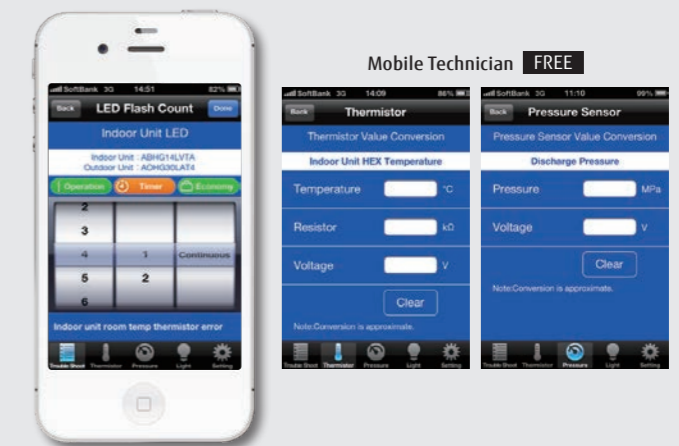 Mobile Technician FREE
SoftBank 3G 14:51 82%
Back LED Flash Count Done
Indoor Unit LED
Indoor Unit : ABHG14LVTA
Outdoor Unit : AOHG30LAT4
Operation Timer Economy
2
3
4 1 Continuous
5 2
6
Indoor unit room temp thermistor error
Trouble Shoot Thermistor Pressure Light Setting
SoftBank 3G 14:09 86%
Back Thermistor
Thermistor Value Conversion
Indoor Unit HEX Temperature
Temperature °C
Resistor kΩ
Voltage V
Clear
Note:Conversion is approximate.
Trouble Shoot Thermistor Pressure Light Setting
SoftBank 3G 11:10 99%
Back Pressure Sensor
Pressure Sensor Value Conversion
Discharge Pressure
Pressure MPa
Voltage V
Clear
Note:Conversion is approximate.
Trouble Shoot Thermistor Pressure Light Setting